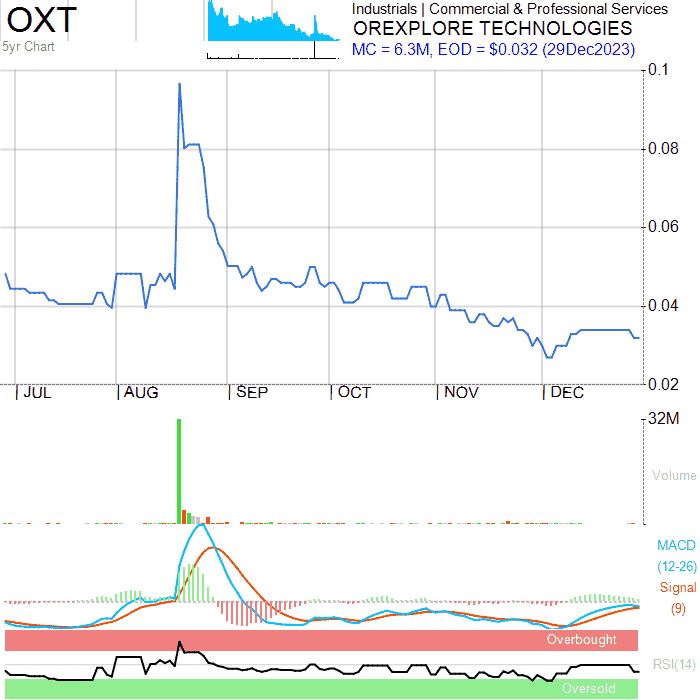 OXT
5yr Chart
Industrials | Commercial & Professional Services
OREXPLORE TECHNOLOGIES
MC = 6.3M, EOD = $0.032 (29Dec2023)
0.1
0.08
0.06
0.04
0.02
JUL AUG SEP OCT NOV DEC
32M
Volume
MACD
(12-26)
Signal
(9)
Overbought
RSI(14)
Oversold